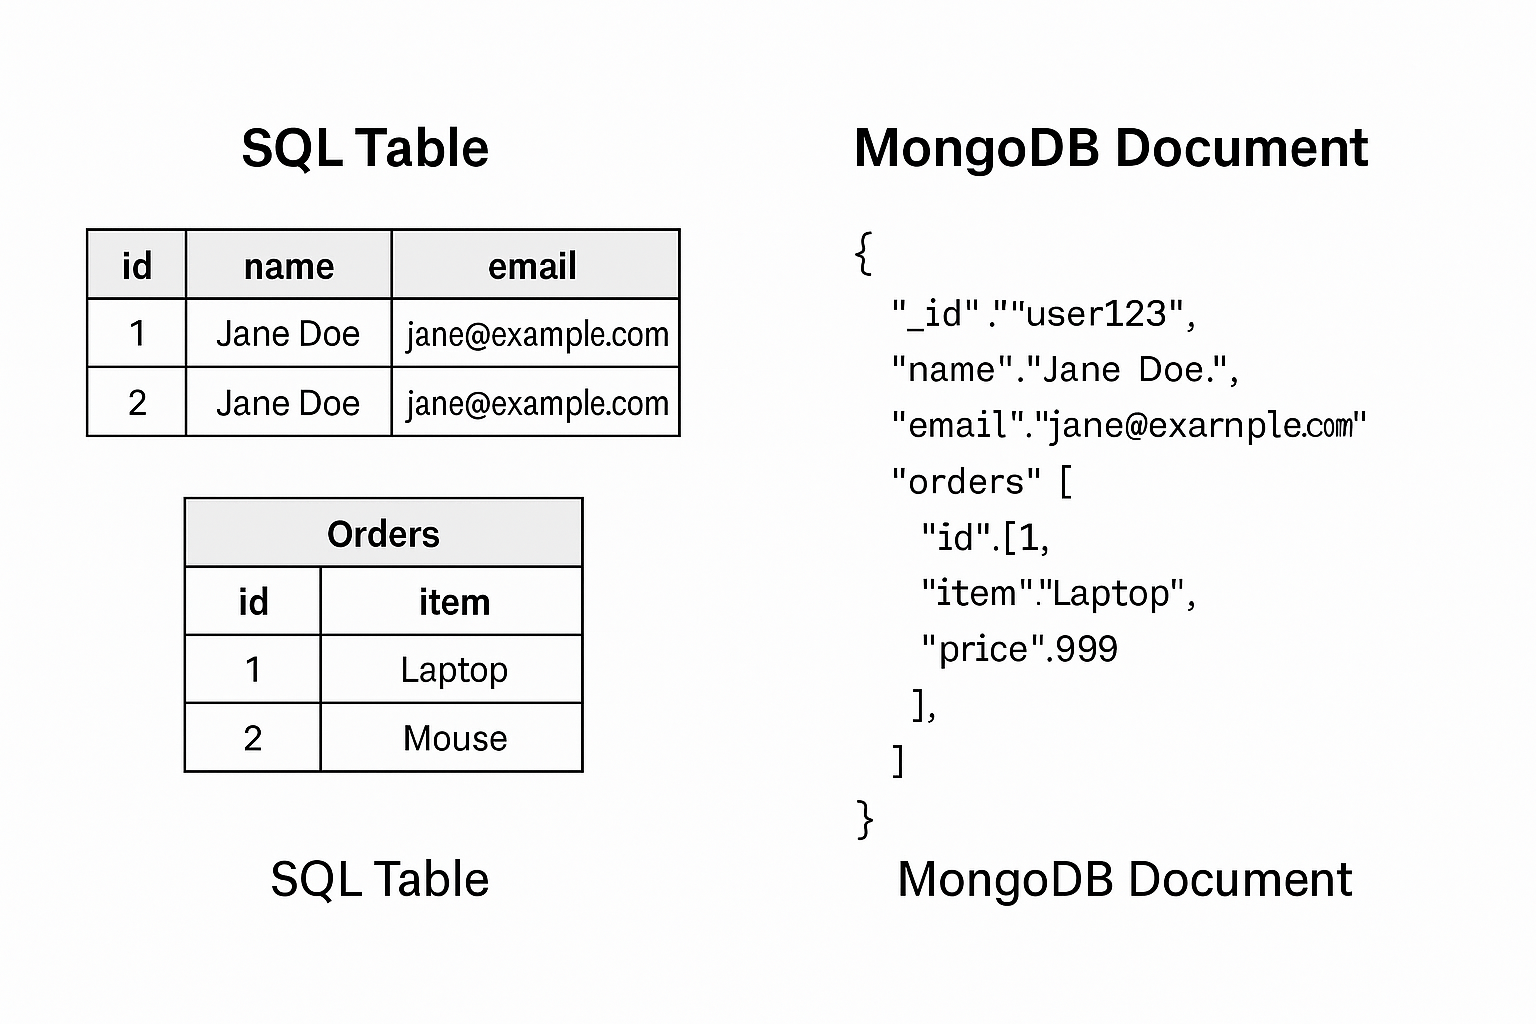 SQL Table
id name email
1 Jane Doe jane@example.com
2 Jane Doe jane@example.com
Orders
id item
1 Laptop
2 Mouse
SQL Table
MongoDB Document
{
"_id".""user123",
"name"."Jane Doe.",
"email"."jane@exarnple.com"
"orders" [
"id".[1,
"item"."Laptop",
"price".999
],
]
}
MongoDB Document